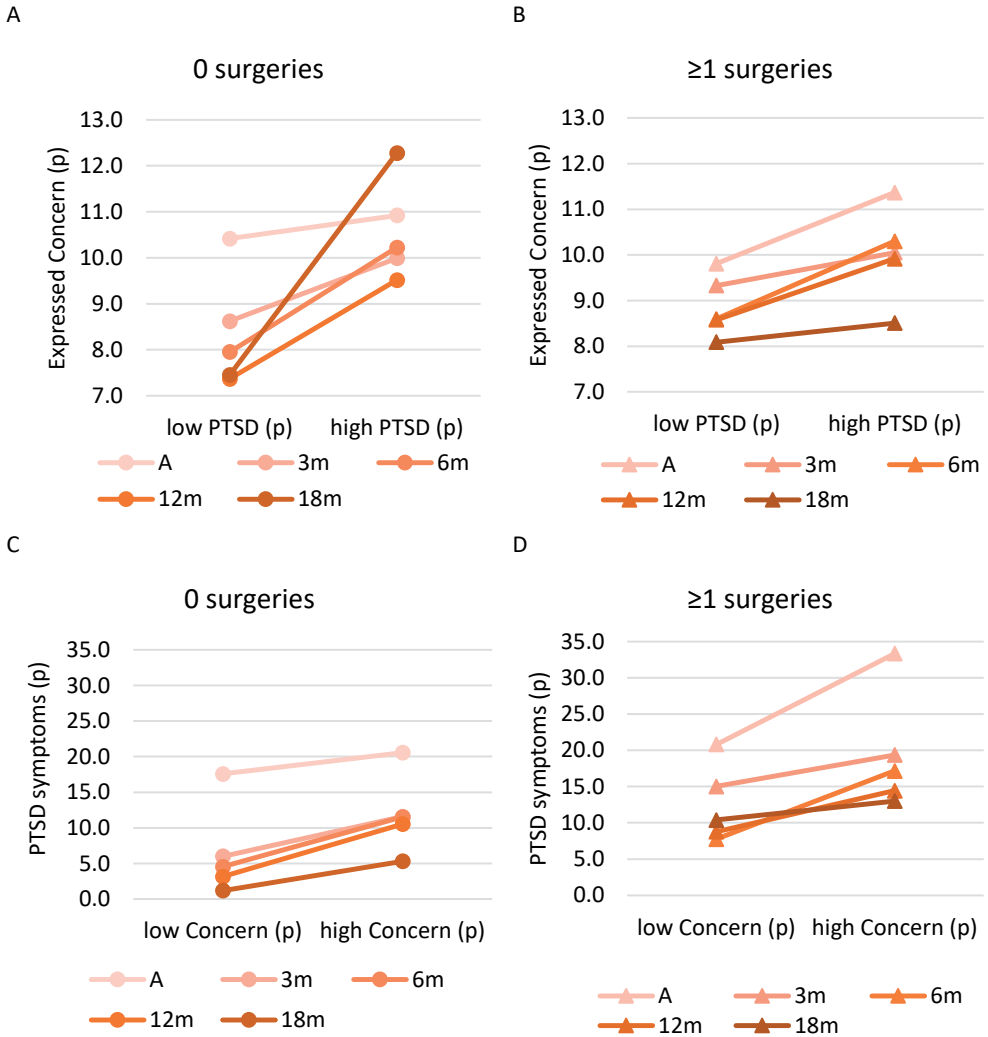 A
0 surgeries
Expressed Concern (p)
13.0
12.0
11.0
10.0
9.0
8.0
7.0
low PTSD (p) high PTSD (p)
A 3m 6m
12m 18m
B
≥1 surgeries
Expressed Concern (p)
13.0
12.0
11.0
10.0
9.0
8.0
7.0
low PTSD (p) high PTSD (p)
A 3m 6m
12m 18m
C
0 surgeries
PTSD symptoms (p)
35.0
30.0
25.0
20.0
15.0
10.0
5.0
0.0
low Concern (p) high Concern (p)
A 3m 6m
12m 18m
D
≥1 surgeries
PTSD symptoms (p)
35.0
30.0
25.0
20.0
15.0
10.0
5.0
0.0
low Concern (p) high Concern (p)
A 3m 6m
12m 18m